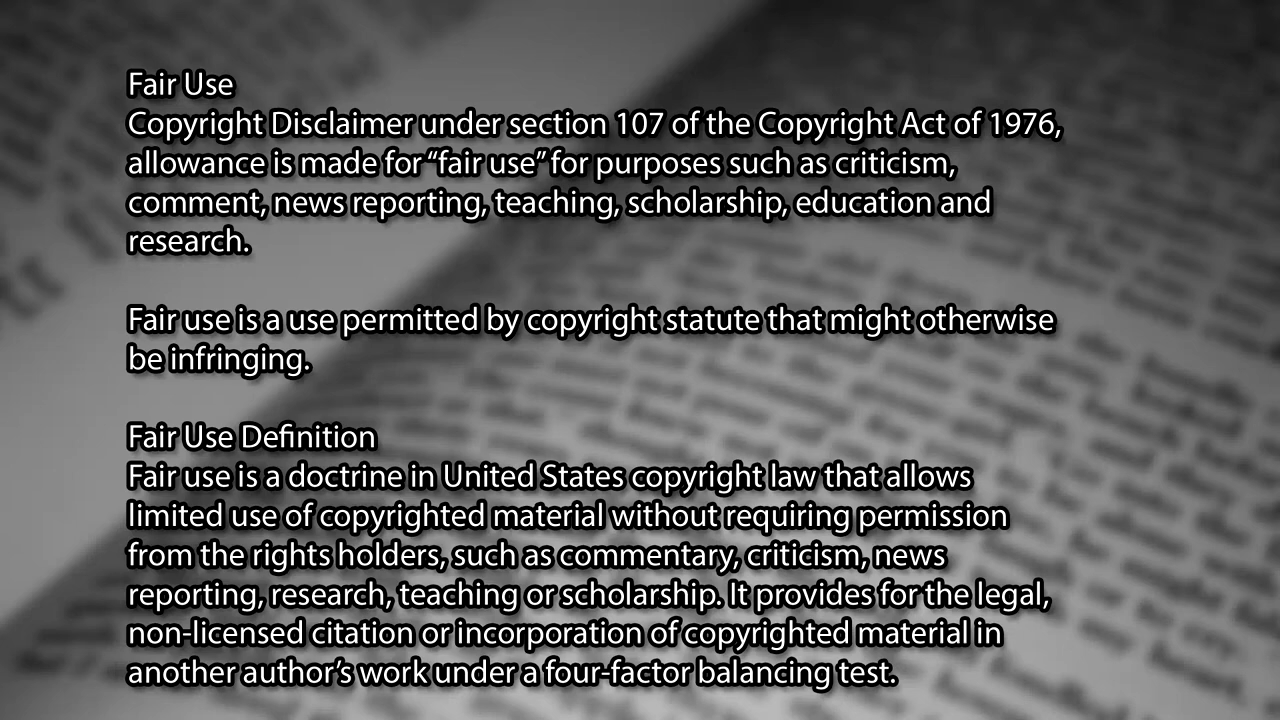 Fair Use
Copyright Disclaimer under section 107 of the Copyright Act of 1976,
allowance is made for “fair use” for purposes such as criticism,
comment, news reporting, teaching, scholarship, education and
research.
Fair use is a use permitted by copyright statute that might otherwise
be infringing.
Fair Use Definition
Fair use is a doctrine in United States copyright law that allows
limited use of copyrighted material without requiring permission
from the rights holders, such as commentary, criticism, news
reporting, research, teaching or scholarship. It provides for the legal,
non-licensed citation or incorporation of copyrighted material in
another author’s work under a four-factor balancing test.